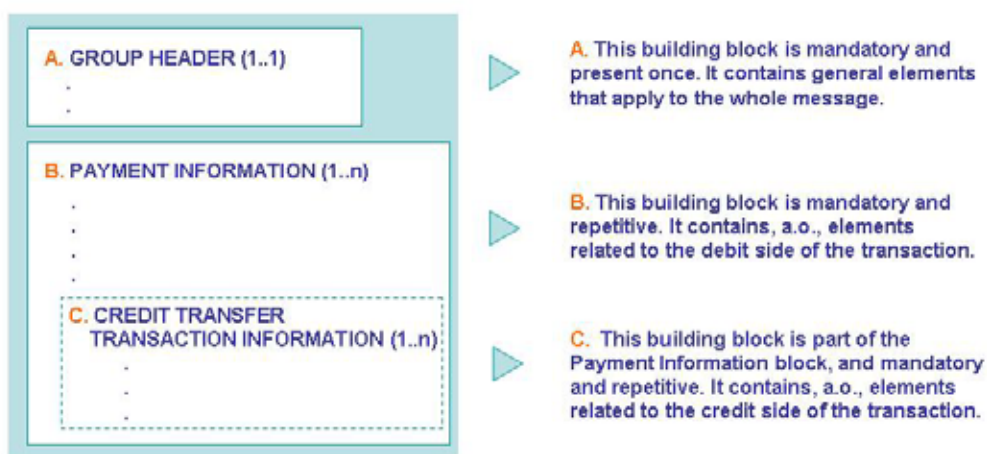 A. GROUP HEADER (1..1)
.
.
A. This building block is mandatory and
present once. It contains general elements
that apply to the whole message.
B. PAYMENT INFORMATION (1..n)
.
.
.
.
B. This building block is mandatory and
repetitive. It contains, a.o., elements
related to the debit side of the transaction.
C. CREDIT TRANSFER
TRANSACTION INFORMATION (1..n)
.
.
.
C. This building block is part of the
Payment Information block, and mandatory
and repetitive. It contains, a.o., elements
related to the credit side of the transaction.